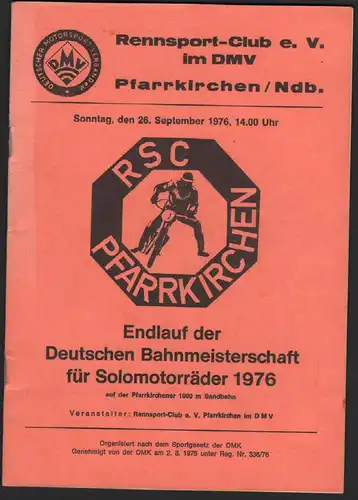 DEUTSCHER MOTORSPORT VERBAND e.V.
DMV
Rennsport-Club e. V.
im DMV
Pfarrkirchen/Ndb.
Sonntag, den 26. September 1976, 14.00 Uhr
RSC
PFARRKIRCHEN
Endlauf der
Deutschen Bahnmeisterschaft
für Solomotorräder 1976
auf der Pfarrkirchener 1000 m Sandbahn
Veranstalter: Rennsport-Club e. V. Pfarrkirchen im DMV
Organisiert nach dem Sportgesetz der OMK
Genehmigt von der OMK am 2. 8. 1976 unter Reg. Nr. 336/76